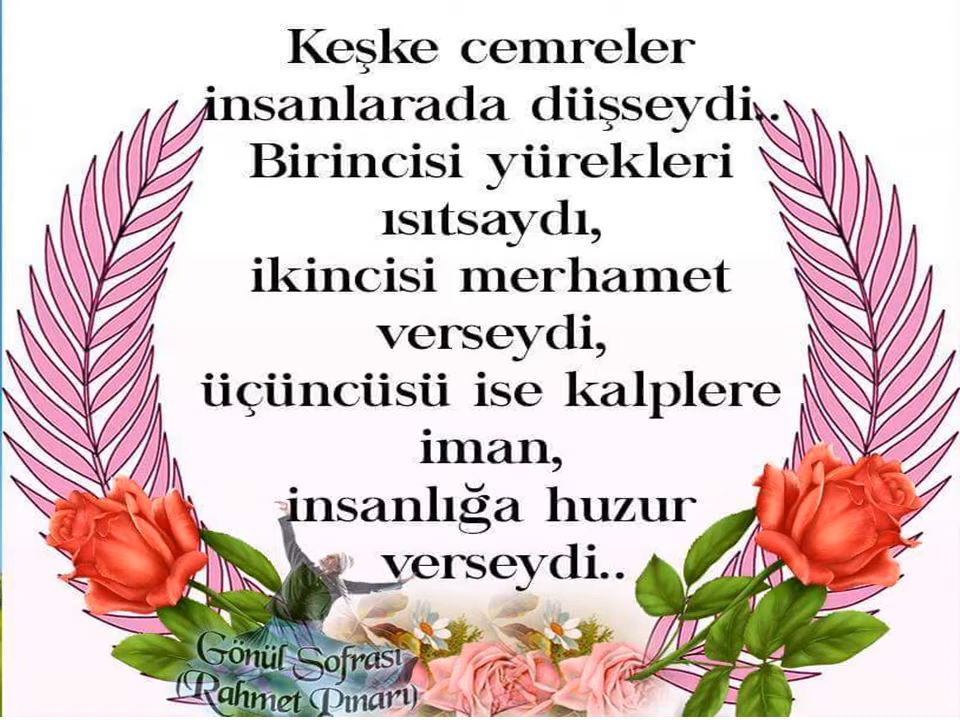 Keşke cemreler
insanlarada düşseydi..
Birincisi yürekleri
ısıtsaydı,
ikincisi merhamet
verseydi,
üçüncüsü ise kalplere
iman,
insanlığa huzur
verseydi..
Gönül Sofrası
(Rahmet Pınarı)